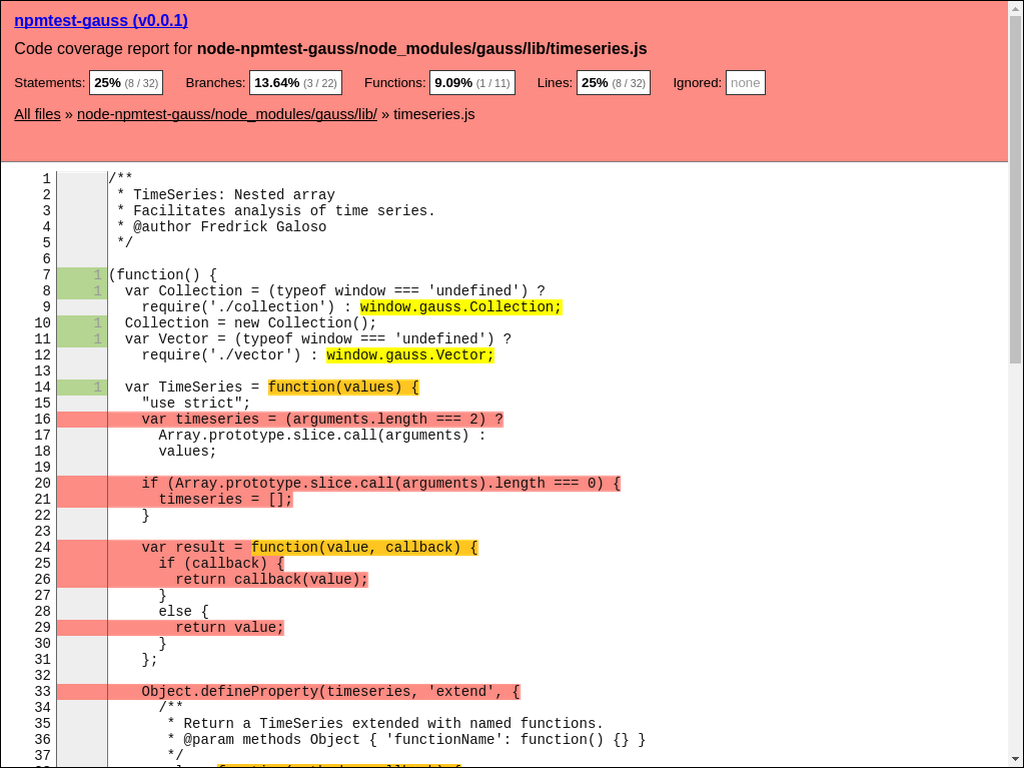 npmtest-gauss (v0.0.1)
Code coverage report for node-npmtest-gauss/node_modules/gauss/lib/timeseries.js
Statements: 25% (8 / 32) Branches: 13.64% (3 / 22) Functions: 9.09% (1 / 11) Lines: 25% (8 / 32) Ignored: none
All files » node-npmtest-gauss/node_modules/gauss/lib/ » timeseries.js
1 /**
2  * TimeSeries: Nested array
3  * Facilitates analysis of time series.
4  * @author Fredrick Galoso
5  */
6
7 1 (function() {
8 1   var Collection = (typeof window === 'undefined') ?
9     require('./collection') : window.gauss.Collection;
10 1   Collection = new Collection();
11 1   var Vector = (typeof window === 'undefined') ?
12     require('./vector') : window.gauss.Vector;
13
14 1   var TimeSeries = function(values) {
15     "use strict";
16     var timeseries = (arguments.length === 2) ?
17       Array.prototype.slice.call(arguments) :
18       values;
19
20     if (Array.prototype.slice.call(arguments).length === 0) {
21       timeseries = [];
22     }
23
24     var result = function(value, callback) {
25       if (callback) {
26         return callback(value);
27       }
28       else {
29         return value;
30       }
31     };
32
33     Object.defineProperty(timeseries, 'extend', {
34       /**
35        * Return a TimeSeries extended with named functions.
36        * @param methods Object { 'functionName': function() {} }
37        */